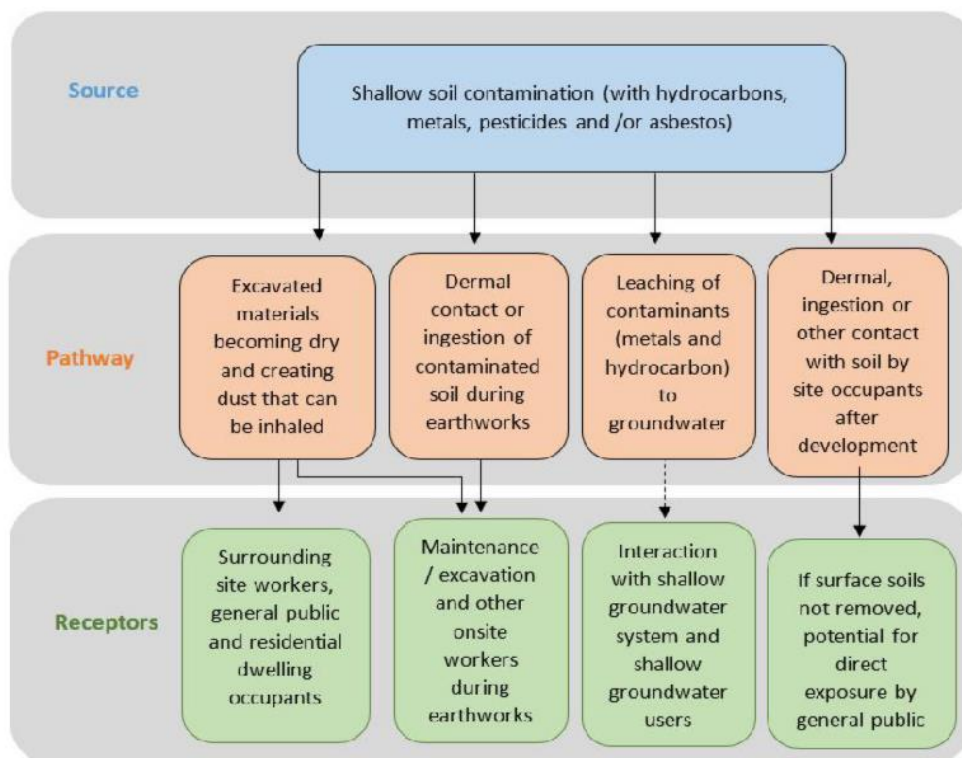 Source
Shallow soil contamination (with hydrocarbons,
metals, pesticides and /or asbestos)
Pathway
Excavated
materials
becoming dry
and creating
dust that can
be inhaled
Dermal
contact or
ingestion of
contaminated
soil during
earthworks
Leaching of
contaminants
(metals and
hydrocarbon)
to
groundwater
Dermal,
ingestion or
other contact
with soil by
site occupants
after
development
Receptors
Surrounding
site workers,
general public
and residential
dwelling
occupants
Maintenance
/ excavation
and other
onsite
workers
during
earthworks
Interaction
with shallow
groundwater
system and
shallow
groundwater
users
If surface soils
not removed,
potential for
direct
exposure by
general public